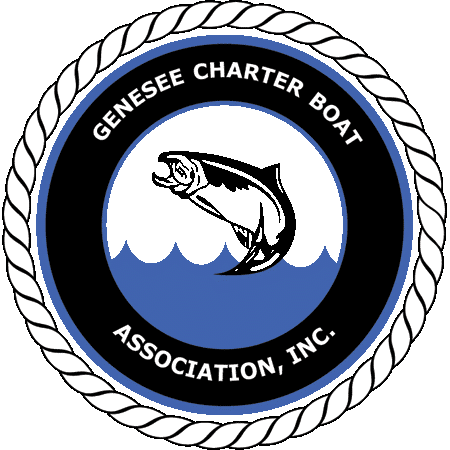 GENESEE CHARTER BOAT
ASSOCIATION, INC.